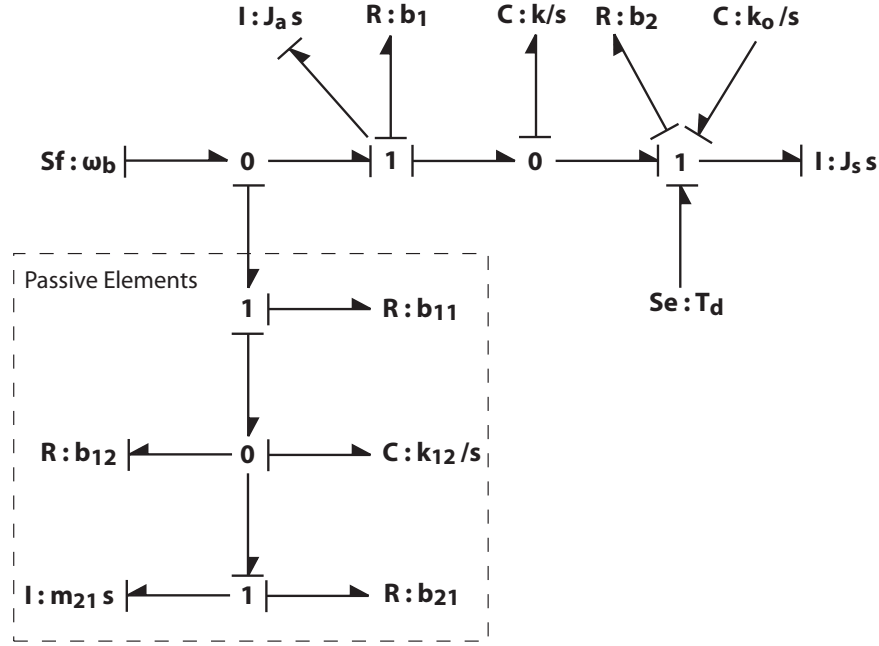 I : Jₐ s R : b₁ C : k/s R : b₂ C : kₒ /s
Sf : ω_b 0 1 0 1 I : Jₛ s
Passive Elements
1 R : b₁₁ Se : T_d
R : b₁₂ 0 C : k₁₂ /s
I : m₂₁ s 1 R : b₂₁